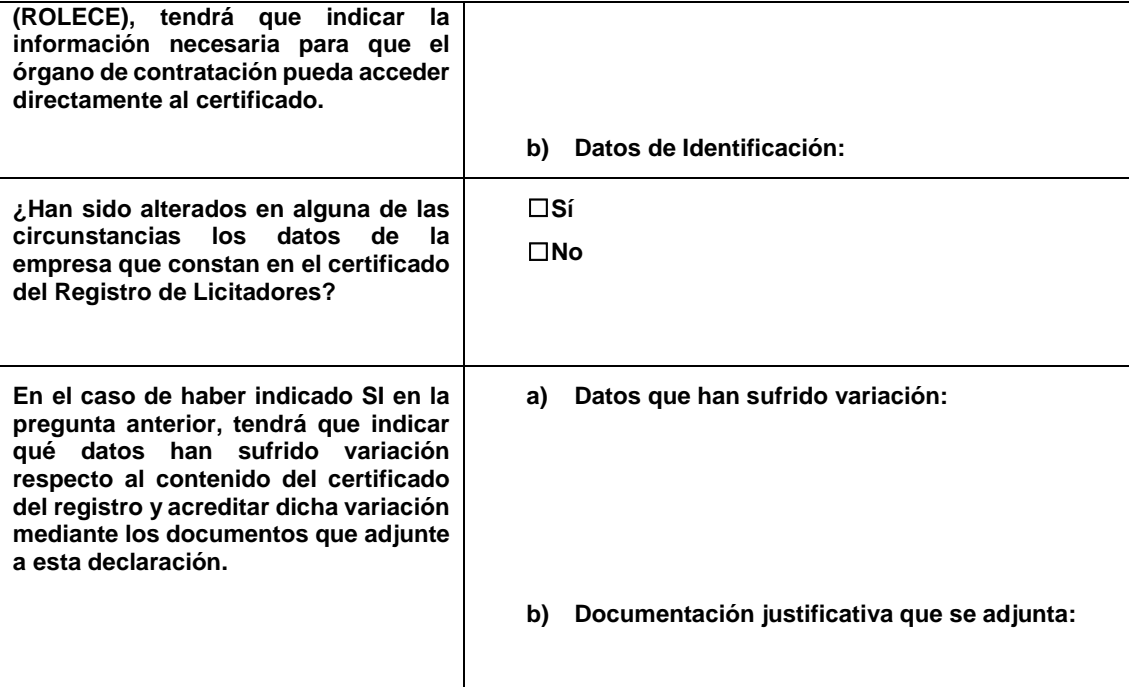 (ROLECE), tendrá que indicar la
información necesaria para que el
órgano de contratación pueda acceder
directamente al certificado.
b) Datos de Identificación:
¿Han sido alterados en alguna de las
circunstancias los datos de la
empresa que constan en el certificado
del Registro de Licitadores?
☐Sí
☐No
En el caso de haber indicado SI en la
pregunta anterior, tendrá que indicar
qué datos han sufrido variación
respecto al contenido del certificado
del registro y acreditar dicha variación
mediante los documentos que adjunte
a esta declaración.
a) Datos que han sufrido variación:
b) Documentación justificativa que se adjunta: